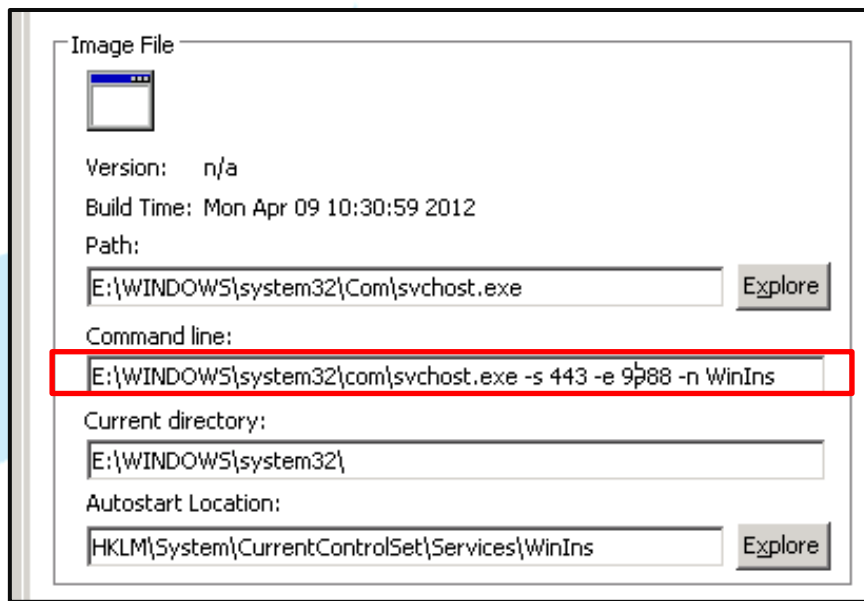 Image File
Version: n/a
Build Time: Mon Apr 09 10:30:59 2012
Path:
E:\WINDOWS\system32\Com\svchost.exe
Explore
Command line:
E:\WINDOWS\system32\com\svchost.exe -s 443 -e 9988 -n WinIns
Current directory:
E:\WINDOWS\system32\
Autostart Location:
HKLM\System\CurrentControlSet\Services\WinIns
Explore